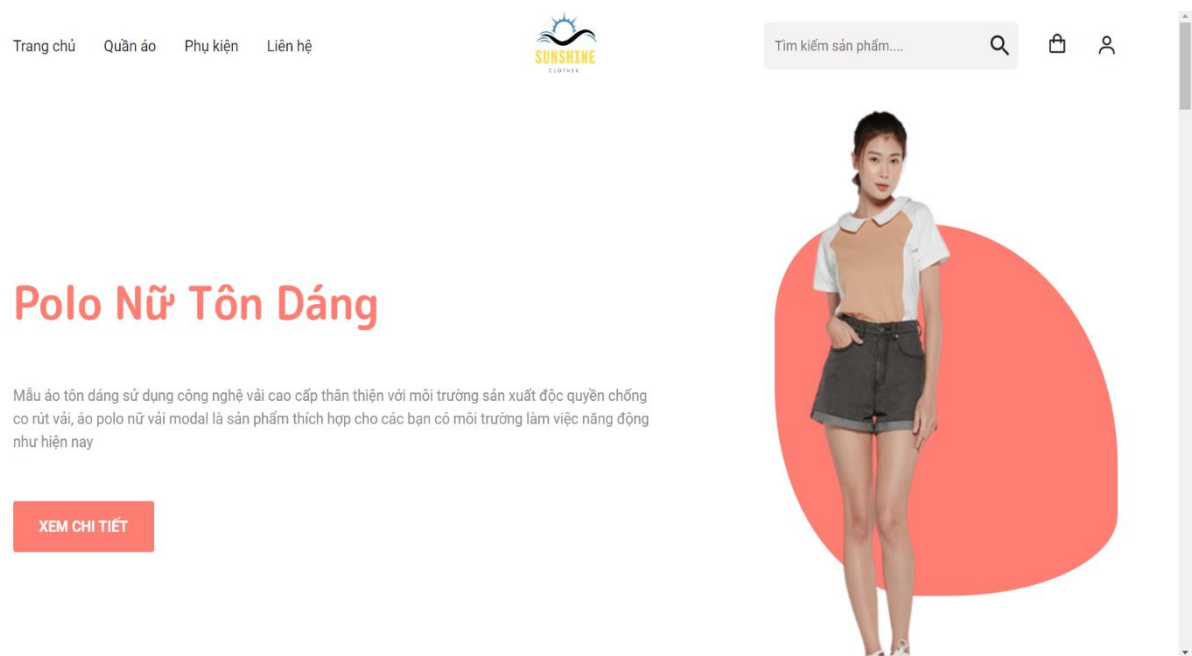 Trang chủ
Quần áo
Phụ kiện
Liên hệ
SUNSHINE
CLOTHES
Tìm kiếm sản phẩm....
Polo Nữ Tôn Dáng
Mẫu áo tôn dáng sử dụng công nghệ vải cao cấp thân thiện với môi trường sản xuất độc quyền chống
co rút vải, áo polo nữ vải modal là sản phẩm thích hợp cho các bạn có môi trường làm việc năng động
như hiện nay
XEM CHI TIẾT